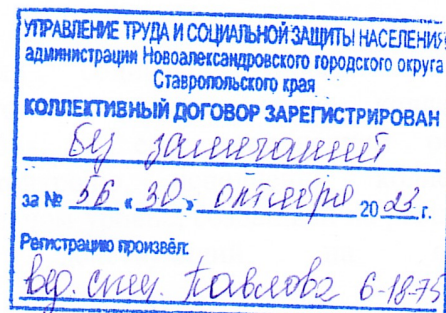 УПРАВЛЕНИЕ ТРУДА И СОЦИАЛЬНОЙ ЗАЩИТЫ НАСЕЛЕНИЯ
администрации Новоалександровского городского округа
Ставропольского края
КОЛЛЕКТИВНЫЙ ДОГОВОР ЗАРЕГИСТРИРОВАН
без замечаний
за № 56 « 30 » октября 20 23 г.
Регистрацию произвёл:
вед. спец. Павлова 6-18-75